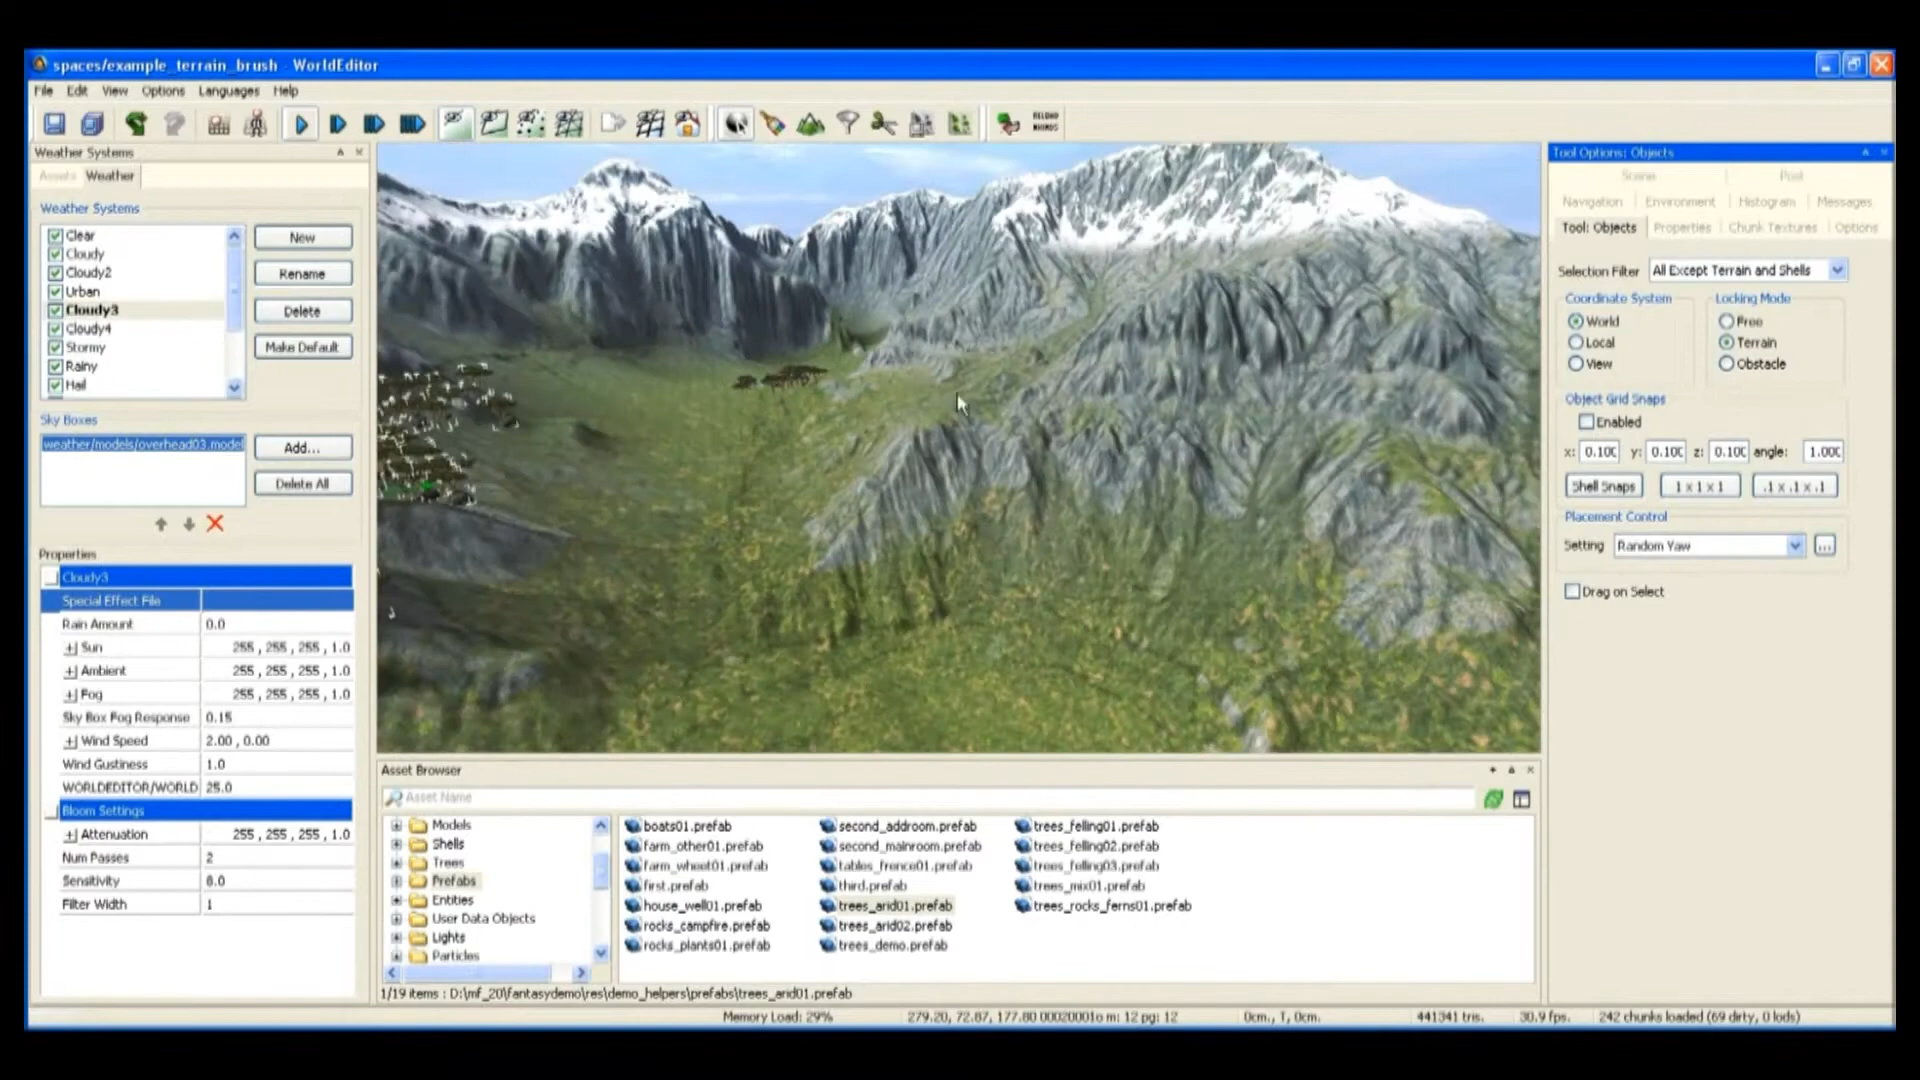 spaces/example_terrain_brush - WorldEditor
File Edit View Options Languages Help
RELOAD
Weather Systems
Assets Weather
Weather Systems
Clear
Cloudy
Cloudy2
Urban
Cloudy3
Cloudy4
Stormy
Rainy
Hail
New
Rename
Delete
Make Default
Sky Boxes
weather/models/overhead03.model
Add...
Delete All
Properties
Cloudy3
Special Effect File
Rain Amount 0.0
Sun 255 , 255 , 255 , 1.0
Ambient 255 , 255 , 255 , 1.0
Fog 255 , 255 , 255 , 1.0
Sky Box Fog Response 0.15
Wind Speed 2.00 , 0.00
Wind Gustiness 1.0
WORLDEDITOR/WORLD 25.0
Bloom Settings
Attenuation 255 , 255 , 255 , 1.0
Num Passes 2
Sensitivity 8.0
Filter Width 1
Asset Browser
Asset Name
Models
Shells
Trees
Prefabs
Entities
User Data Objects
Lights
Particles
boats01.prefab
farm_other01.prefab
farm_wheat01.prefab
first.prefab
house_well01.prefab
rocks_campfire.prefab
rocks_plants01.prefab
second_addroom.prefab
second_mainroom.prefab
tables_frence01.prefab
third.prefab
trees_arid01.prefab
trees_arid02.prefab
trees_demo.prefab
trees_felling01.prefab
trees_felling02.prefab
trees_felling03.prefab
trees_mix01.prefab
trees_rocks_ferns01.prefab
1/19 items : D:\mf_20\fantasydemo\res\demo_helpers\prefabs\trees_arid01.prefab
Tool Options: Objects
Scene Post
Navigation Environment Histogram Messages
Tool: Objects Properties Chunk Textures Options
Selection Filter All Except Terrain and Shells
Coordinate System
World
Local
View
Locking Mode
Free
Terrain
Obstacle
Object Grid Snaps
Enabled
x: 0.100 y: 0.100 z: 0.100 angle: 1.000
Shell Snaps 1 x 1 x 1 .1 x .1 x .1
Placement Control
Setting Random Yaw ...
Drag on Select
Memory Load: 29% 279.20, 72.87, 177.80 00020001o m: 12 pg: 12 0cm., T, 0cm. 441341 tris. 30.9 fps. 242 chunks loaded (69 dirty, 0 lods)